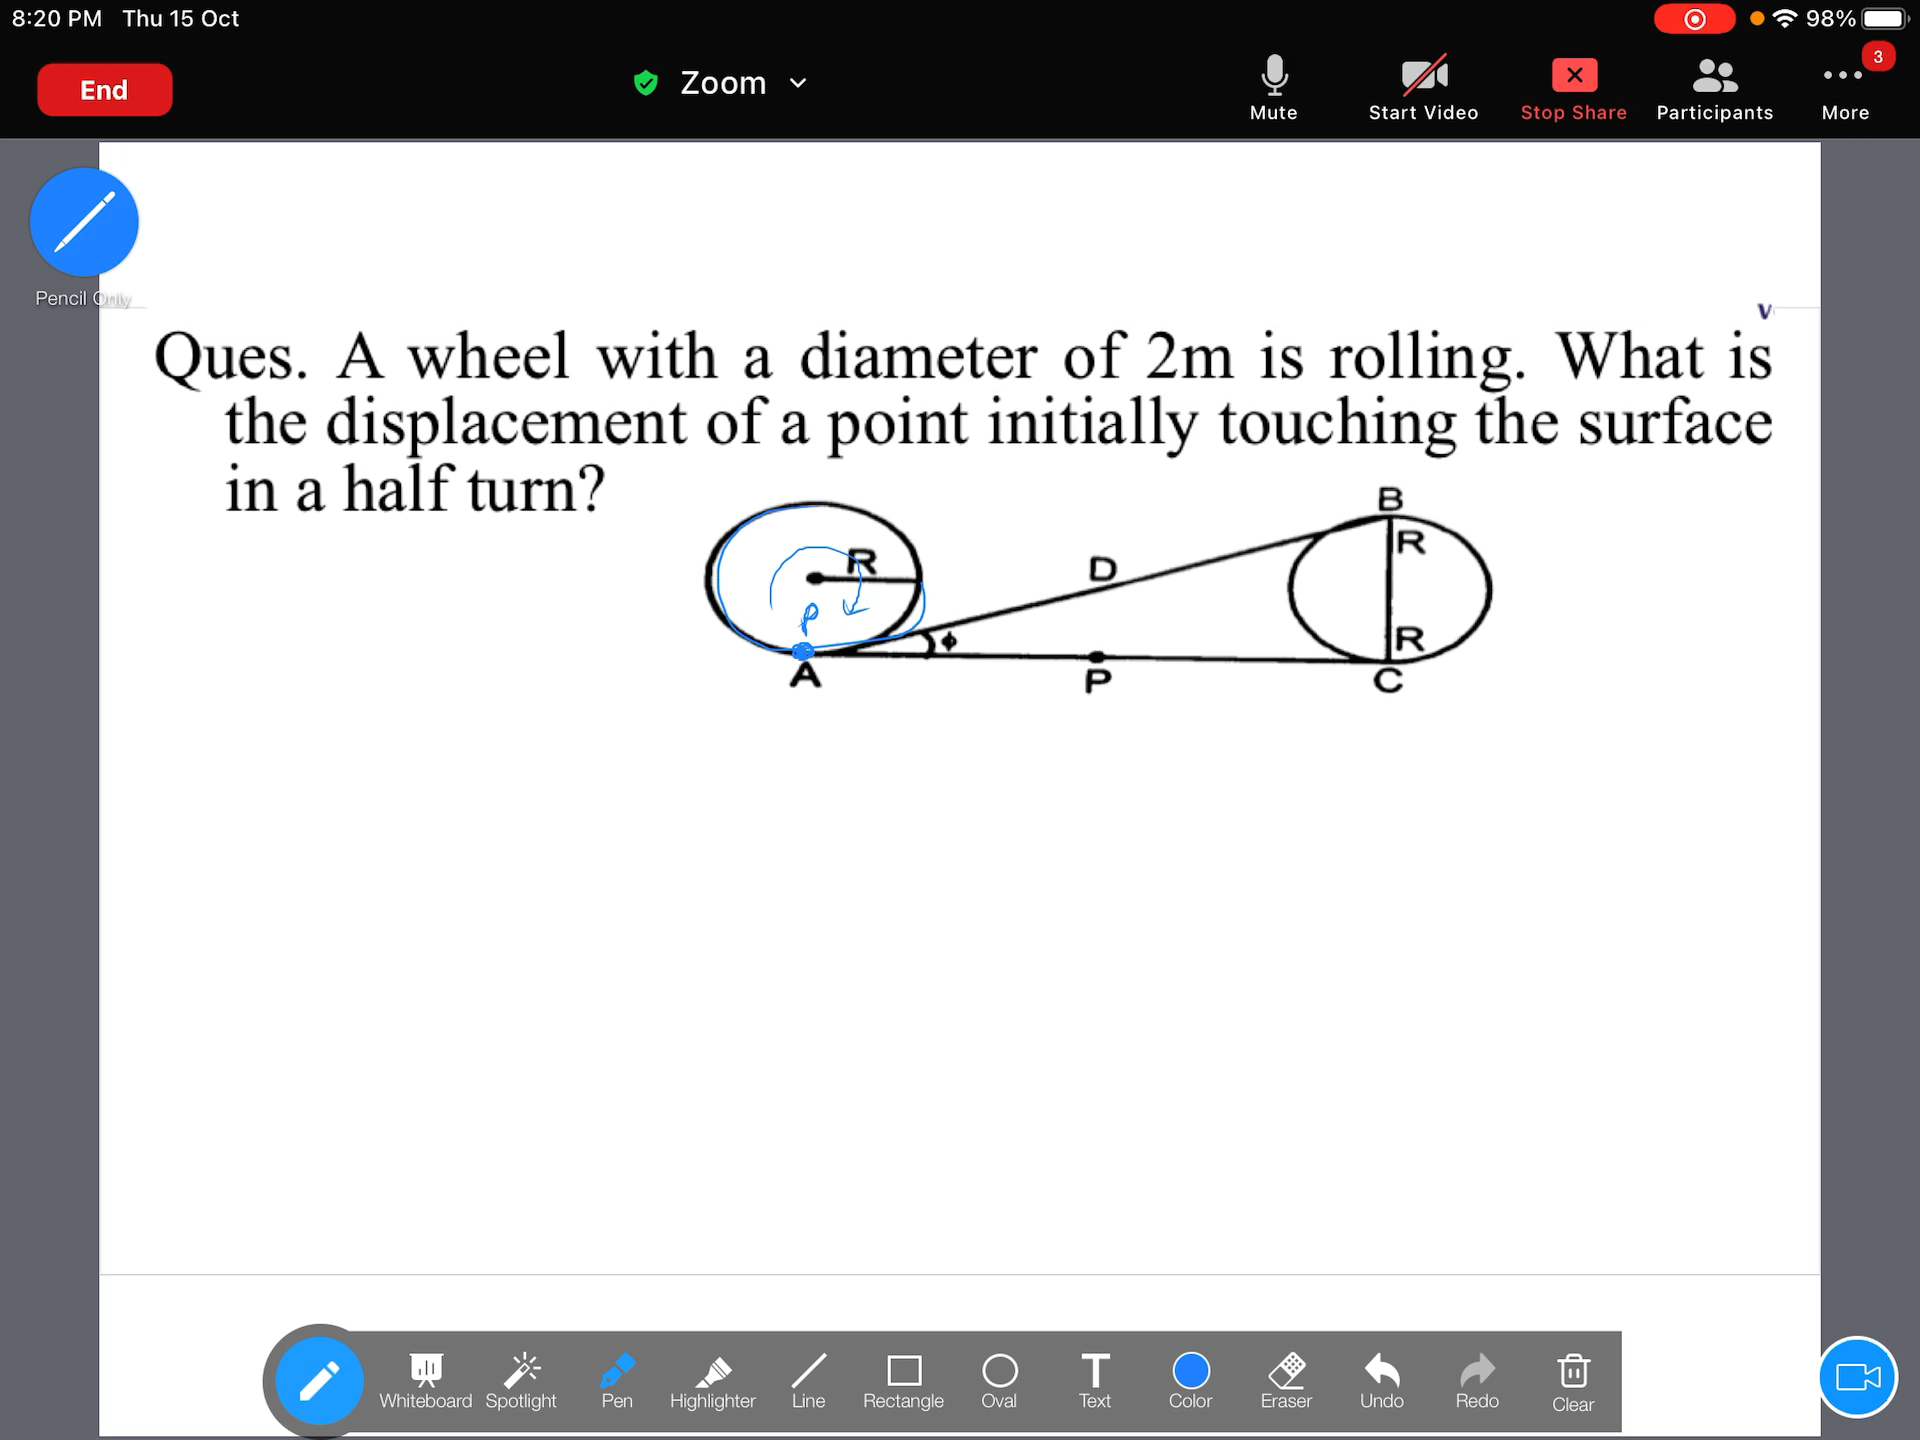 8:20 PM Thu 15 Oct
98%
End
Zoom
Mute
Start Video
Stop Share
Participants
More
3
Pencil Only
v
Ques. A wheel with a diameter of 2m is rolling. What is
the displacement of a point initially touching the surface
in a half turn?
B
R
R
D
P
ϕ
R
A
P
C
Whiteboard
Spotlight
Pen
Highlighter
Line
Rectangle
Oval
T
Text
Color
Eraser
Undo
Redo
Clear